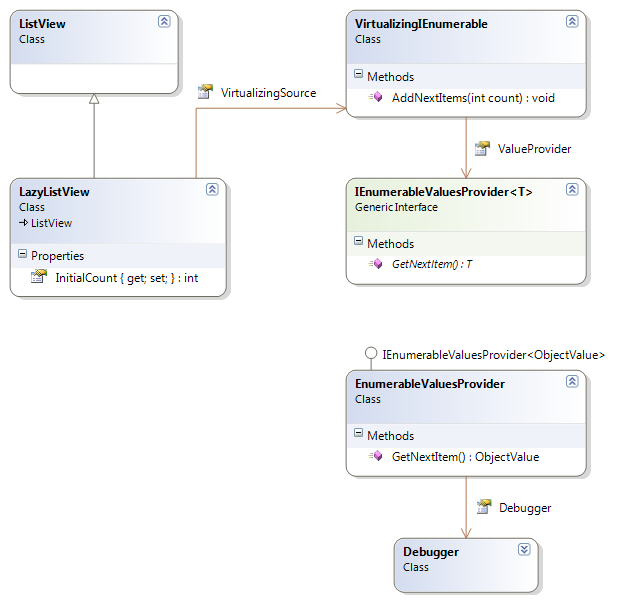 ListView
Class
VirtualizingSource
LazyListView
Class
ListView
Properties
InitialCount { get; set; } : int
VirtualizingIEnumerable
Class
Methods
AddNextItems(int count) : void
ValueProvider
IEnumerableValuesProvider<T>
GenericInterface
Methods
GetNextItem() : T
IEnumerableValuesProvider<ObjectValue>
EnumerableValuesProvider
Class
Methods
GetNextItem() : ObjectValue
Debugger
Debugger
Class